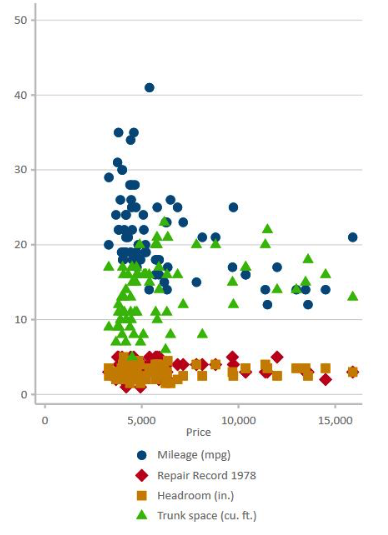 50
40
30
20
10
0
0 5,000 10,000 15,000
Price
Mileage (mpg)
Repair Record 1978
Headroom (in.)
Trunk space (cu. ft.)